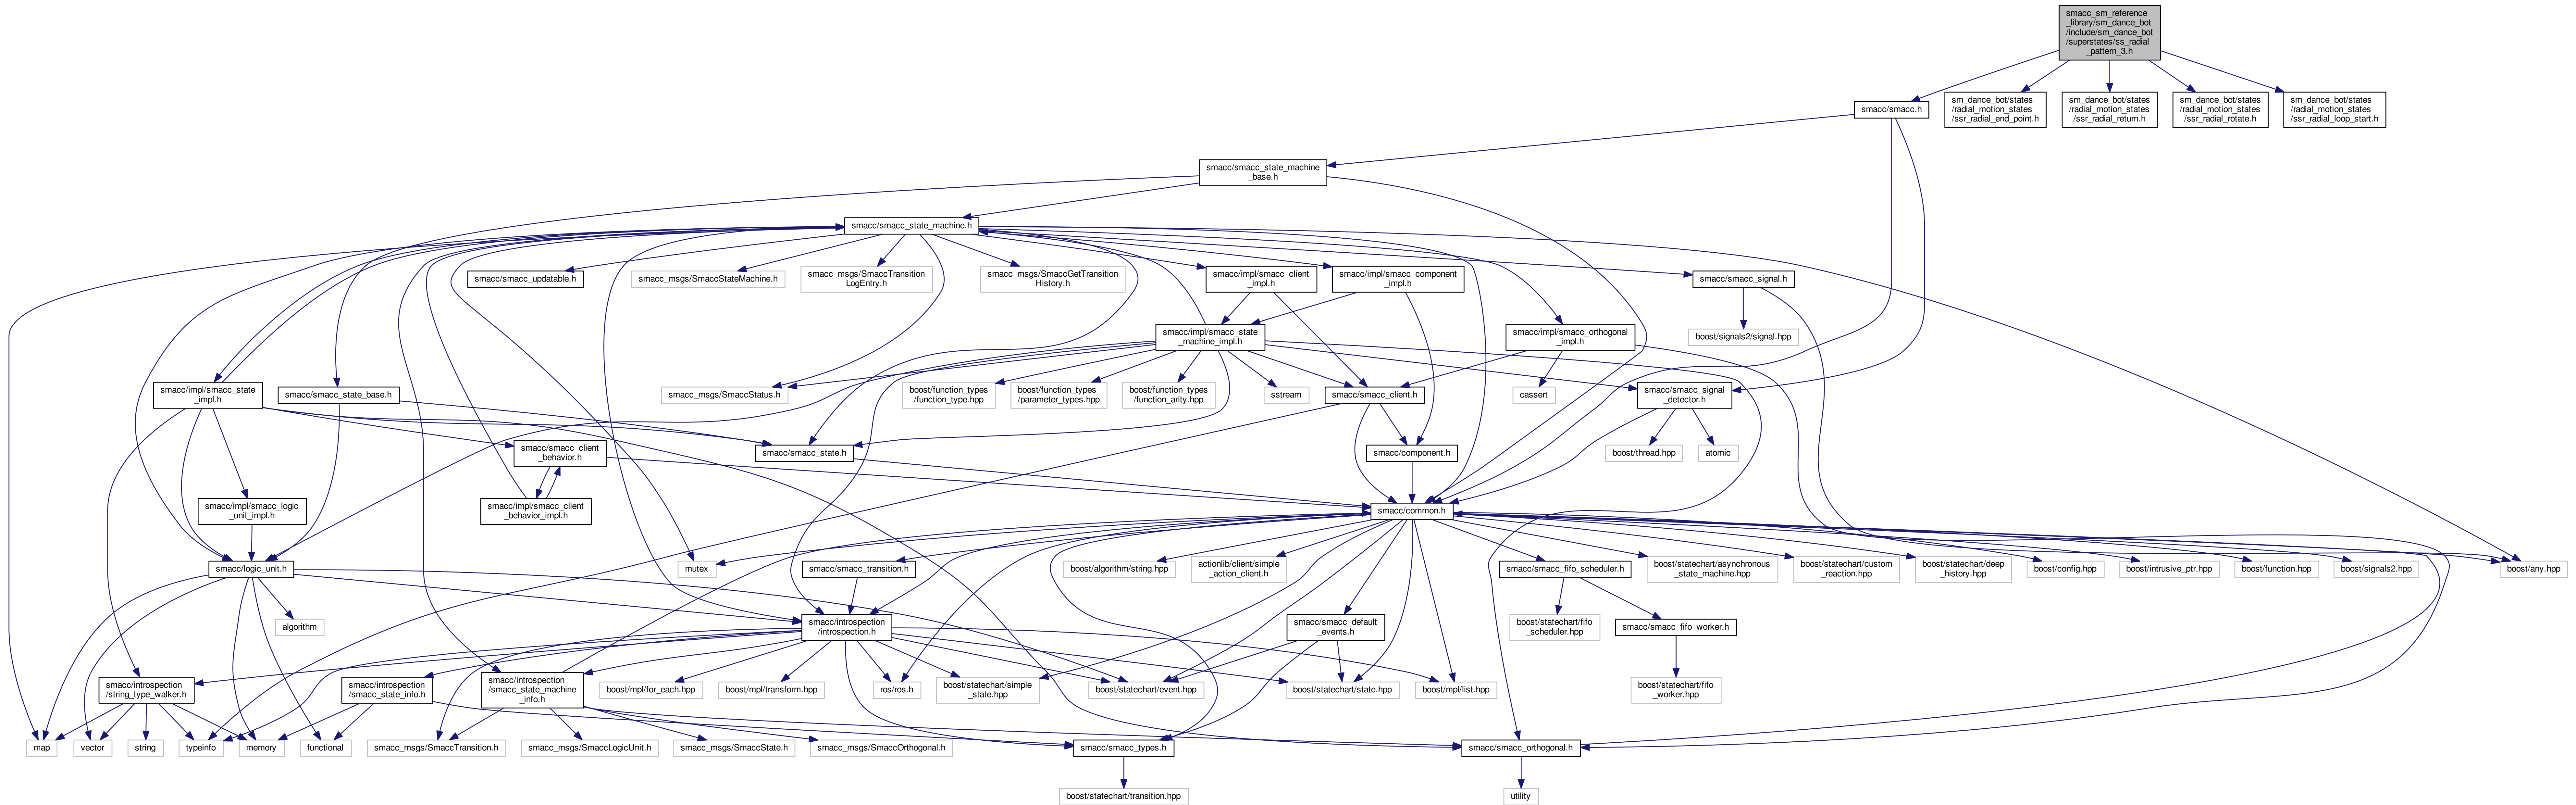 smacc_sm_reference
_library/sm_dance_bot
/include/sm_dance_bot
/superstates/ss_radial
_pattern_3.h
smacc/smacc.h
sm_dance_bot/states
/radial_motion_states
/ssr_radial_end_point.h
sm_dance_bot/states
/radial_motion_states
/ssr_radial_return.h
sm_dance_bot/states
/radial_motion_states
/ssr_radial_rotate.h
sm_dance_bot/states
/radial_motion_states
/ssr_radial_loop_start.h
smacc/smacc_state_machine
_base.h
smacc/smacc_state_machine.h
smacc/smacc_updatable.h
smacc_msgs/SmaccStateMachine.h
smacc_msgs/SmaccTransition
LogEntry.h
smacc_msgs/SmaccGetTransition
History.h
smacc/impl/smacc_client
_impl.h
smacc/impl/smacc_component
_impl.h
smacc/smacc_signal.h
smacc/impl/smacc_state
_machine_impl.h
smacc/impl/smacc_orthogonal
_impl.h
boost/signals2/signal.hpp
smacc/impl/smacc_state
_impl.h
smacc/smacc_state_base.h
smacc_msgs/SmaccStatus.h
boost/function_types
/function_type.hpp
boost/function_types
/parameter_types.hpp
boost/function_types
/function_arity.hpp
sstream
smacc/smacc_client.h
cassert
smacc/smacc_signal
_detector.h
smacc/smacc_client
_behavior.h
smacc/smacc_state.h
smacc/component.h
boost/thread.hpp
atomic
smacc/impl/smacc_logic
_unit_impl.h
smacc/impl/smacc_client
_behavior_impl.h
smacc/common.h
smacc/logic_unit.h
mutex
smacc/smacc_transition.h
boost/algorithm/string.hpp
actionlib/client/simple
_action_client.h
smacc/smacc_fifo_scheduler.h
boost/statechart/asynchronous
_state_machine.hpp
boost/statechart/custom
_reaction.hpp
boost/statechart/deep
_history.hpp
boost/config.hpp
boost/intrusive_ptr.hpp
boost/function.hpp
boost/signals2.hpp
boost/any.hpp
algorithm
smacc/introspection
/introspection.h
smacc/smacc_default
_events.h
boost/statechart/fifo
_scheduler.hpp
smacc/smacc_fifo_worker.h
smacc/introspection
/string_type_walker.h
smacc/introspection
/smacc_state_info.h
smacc/introspection
/smacc_state_machine
_info.h
boost/mpl/for_each.hpp
boost/mpl/transform.hpp
ros/ros.h
boost/statechart/simple
_state.hpp
boost/statechart/event.hpp
boost/statechart/state.hpp
boost/mpl/list.hpp
boost/statechart/fifo
_worker.hpp
map
vector
string
typeinfo
memory
functional
smacc_msgs/SmaccTransition.h
smacc_msgs/SmaccLogicUnit.h
smacc_msgs/SmaccState.h
smacc_msgs/SmaccOrthogonal.h
smacc/smacc_types.h
smacc/smacc_orthogonal.h
boost/statechart/transition.hpp
utility